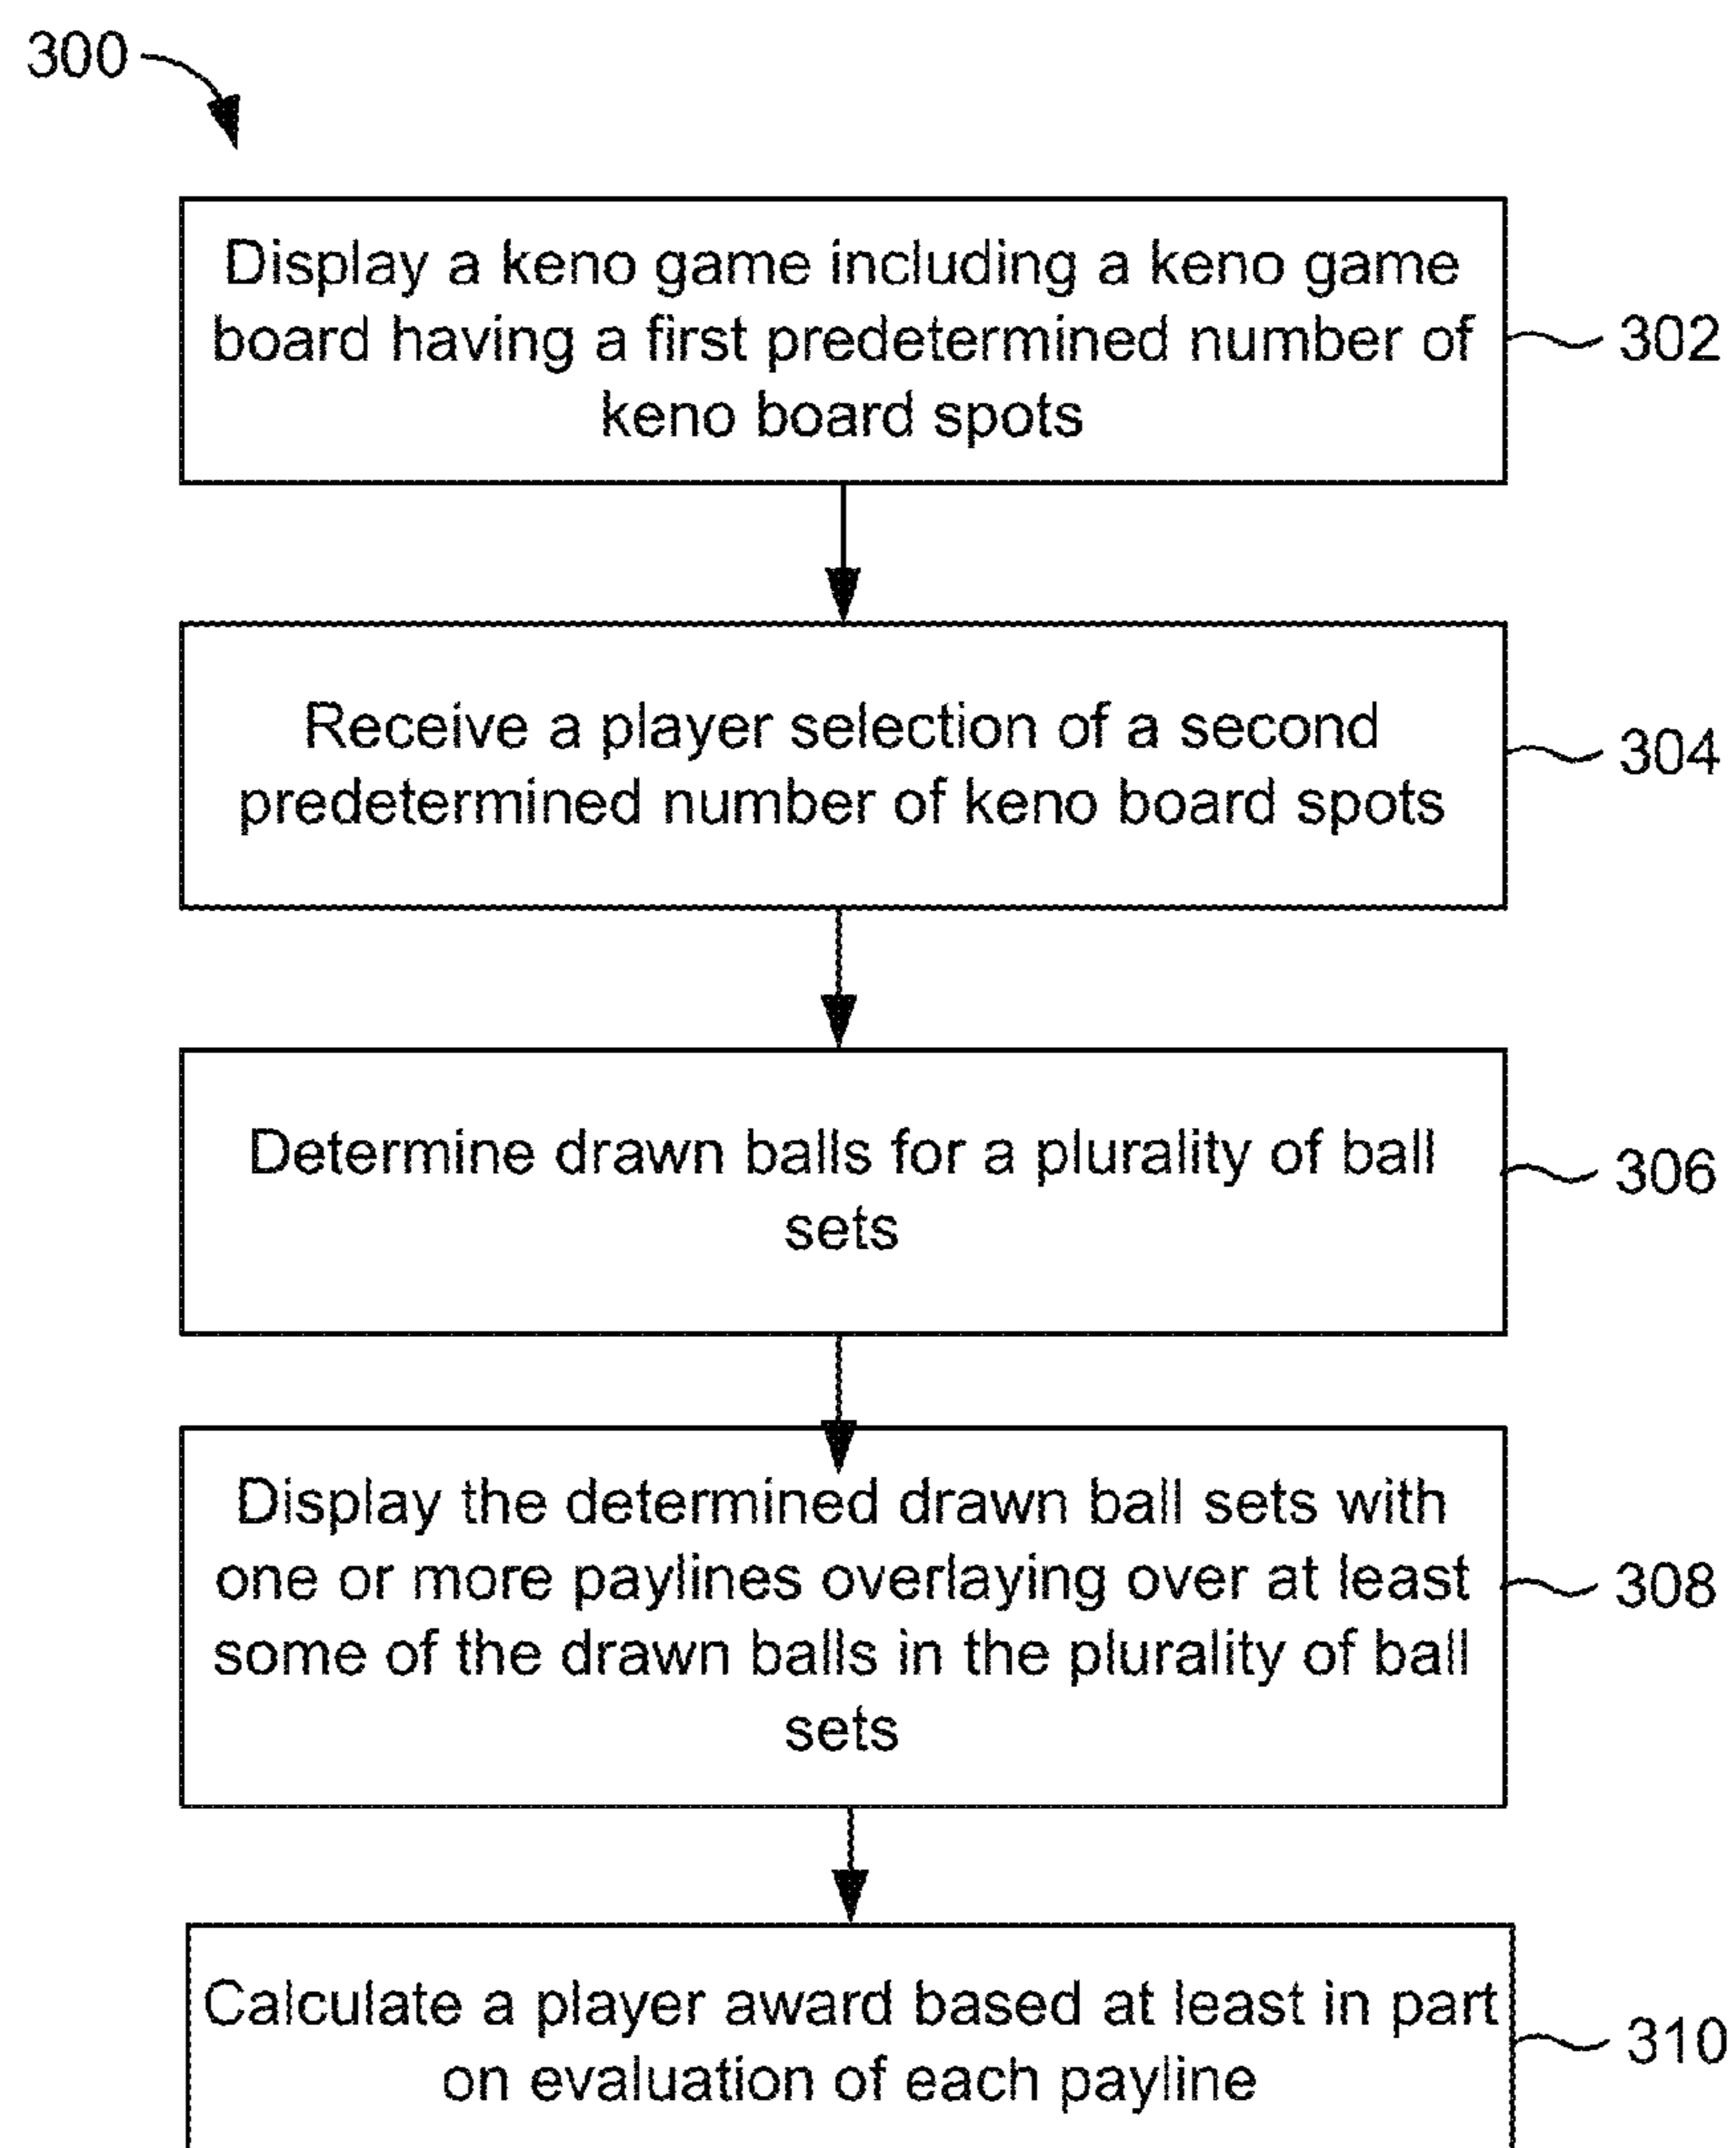 300
Display a keno game including a keno game
board having a first predetermined number of
keno board spots
302
Receive a player selection of a second
predetermined number of keno board spots
304
Determine drawn balls for a plurality of ball
sets
306
Display the determined drawn ball sets with
one or more paylines overlaying over at least
some of the drawn balls in the plurality of ball
sets
308
Calculate a player award based at least in part
on evaluation of each payline
310